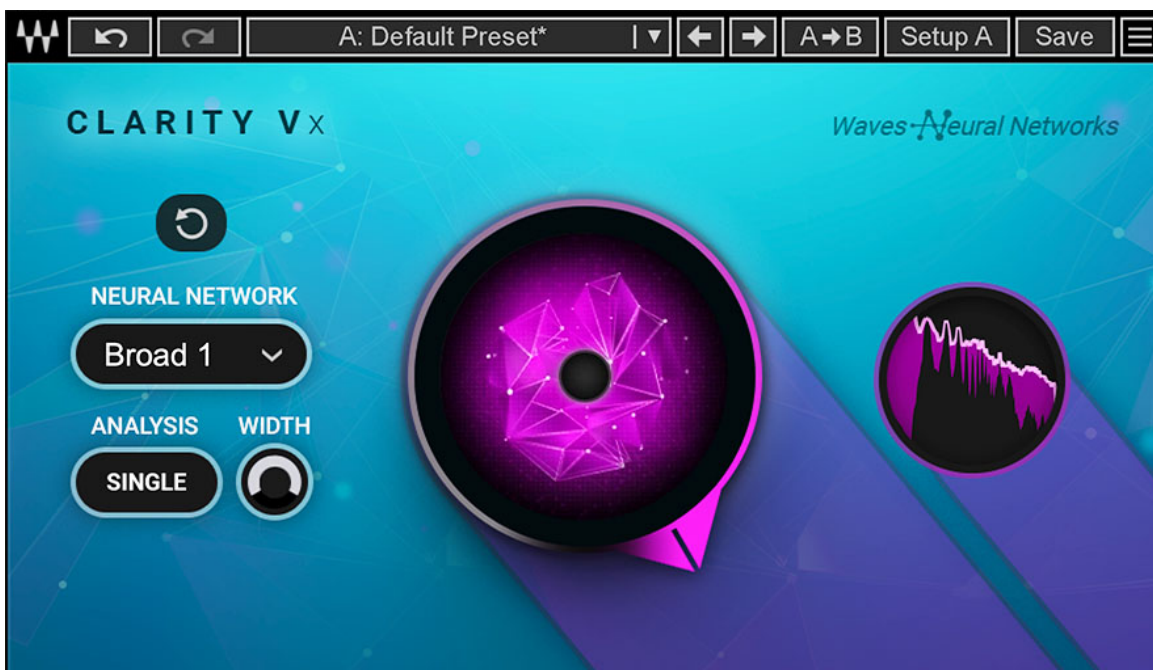 A: Default Preset*
A→B
Setup A
Save
CLARITY Vx
Waves Neural Networks
NEURAL NETWORK
Broad 1
ANALYSIS
WIDTH
SINGLE